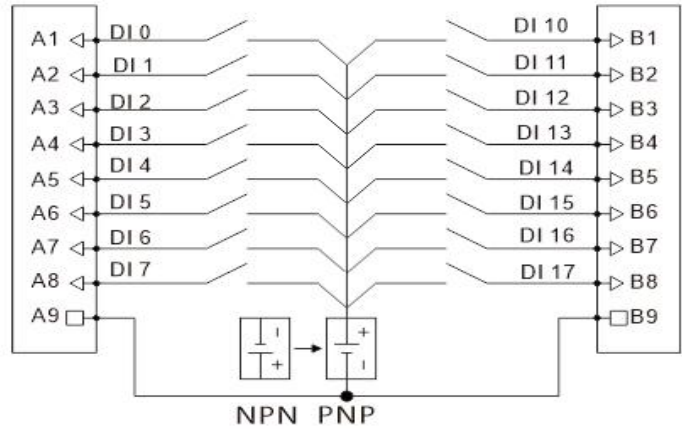 A1 DI 0 DI 10 B1
A2 DI 1 DI 11 B2
A3 DI 2 DI 12 B3
A4 DI 3 DI 13 B4
A5 DI 4 DI 14 B5
A6 DI 5 DI 15 B6
A7 DI 6 DI 16 B7
A8 DI 7 DI 17 B8
A9 B9
- +
+ -
NPN PNP